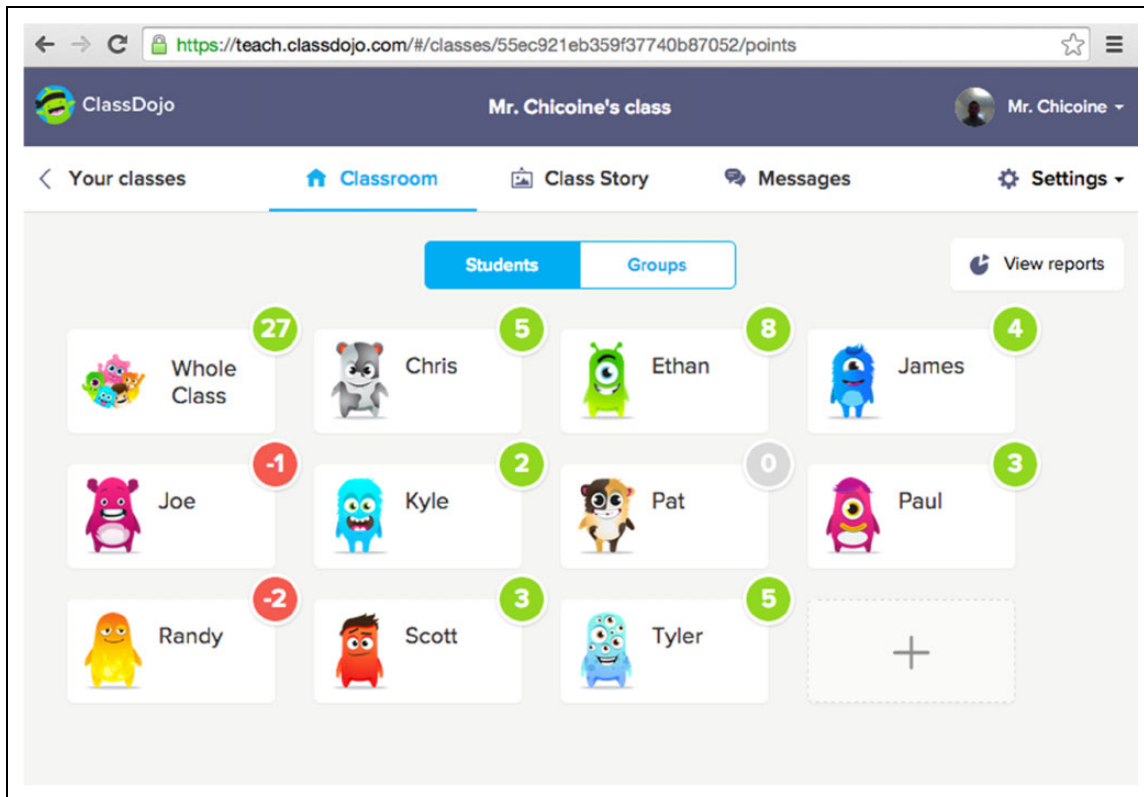 https://teach.classdojo.com/#/classes/55ec921eb359f37740b87052/points
ClassDojo
Mr. Chicoine's class
Mr. Chicoine
Your classes
Classroom
Class Story
Messages
Settings
Students
Groups
View reports
27
Whole
Class
5
Chris
8
Ethan
4
James
-1
Joe
2
Kyle
0
Pat
3
Paul
-2
Randy
3
Scott
5
Tyler